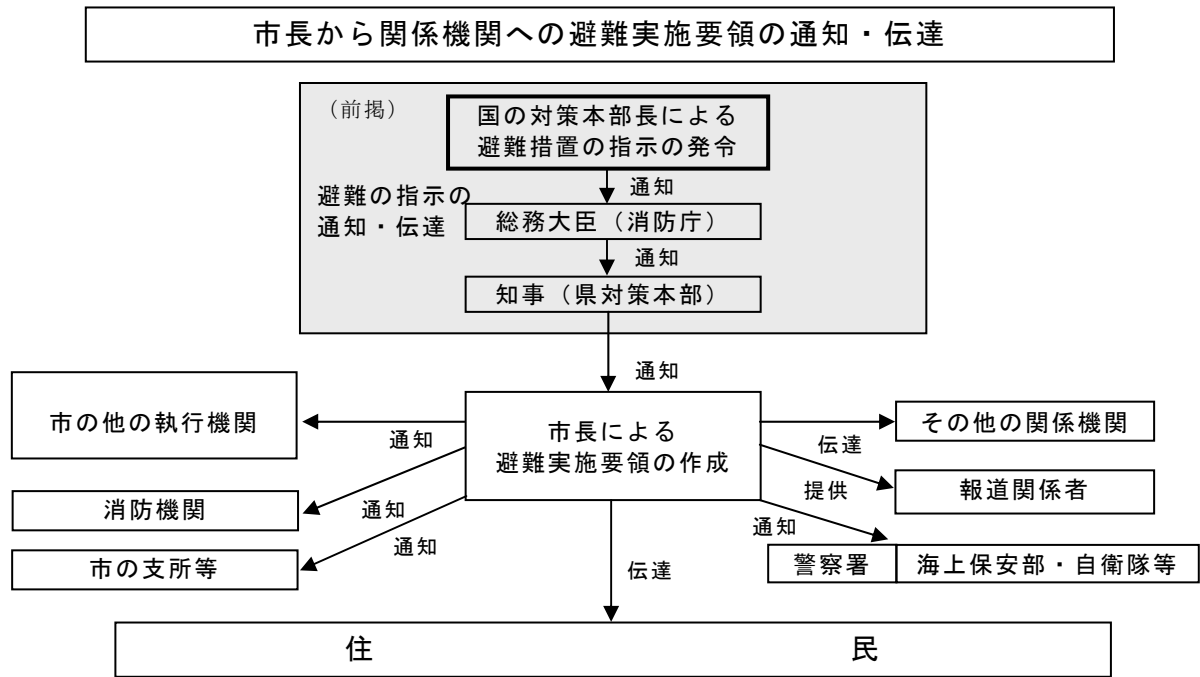 市長から関係機関への避難実施要領の通知・伝達
（前掲）
国の対策本部長による
避難措置の指示の発令
通知
避難の指示の
通知・伝達
総務大臣（消防庁）
通知
知事（県対策本部）
通知
市の他の執行機関
通知
市長による
避難実施要領の作成
その他の関係機関
伝達
消防機関
通知
提供
報道関係者
市の支所等
通知
通知
警察署
海上保安部・自衛隊等
伝達
住民